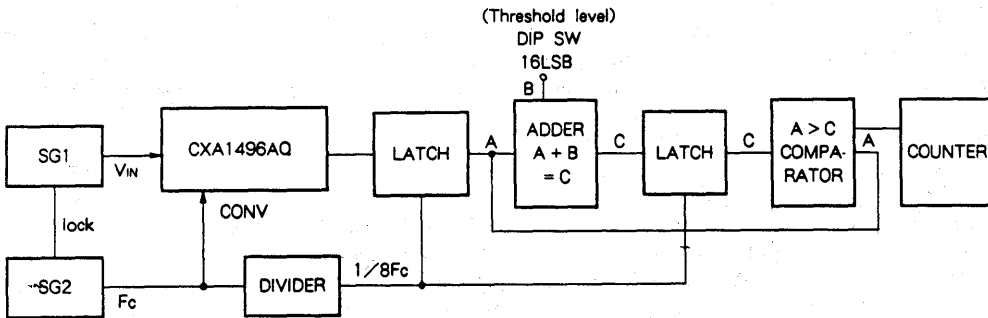 (Threshold level)
DIP SW
16LSB
B
SG1
VIN
CXA1496AQ
LATCH
A
ADDER
A + B
= C
C
LATCH
C
A > C
COMPA-
RATOR
A
COUNTER
lock
CONV
SG2
Fc
DIVIDER
1/8Fc